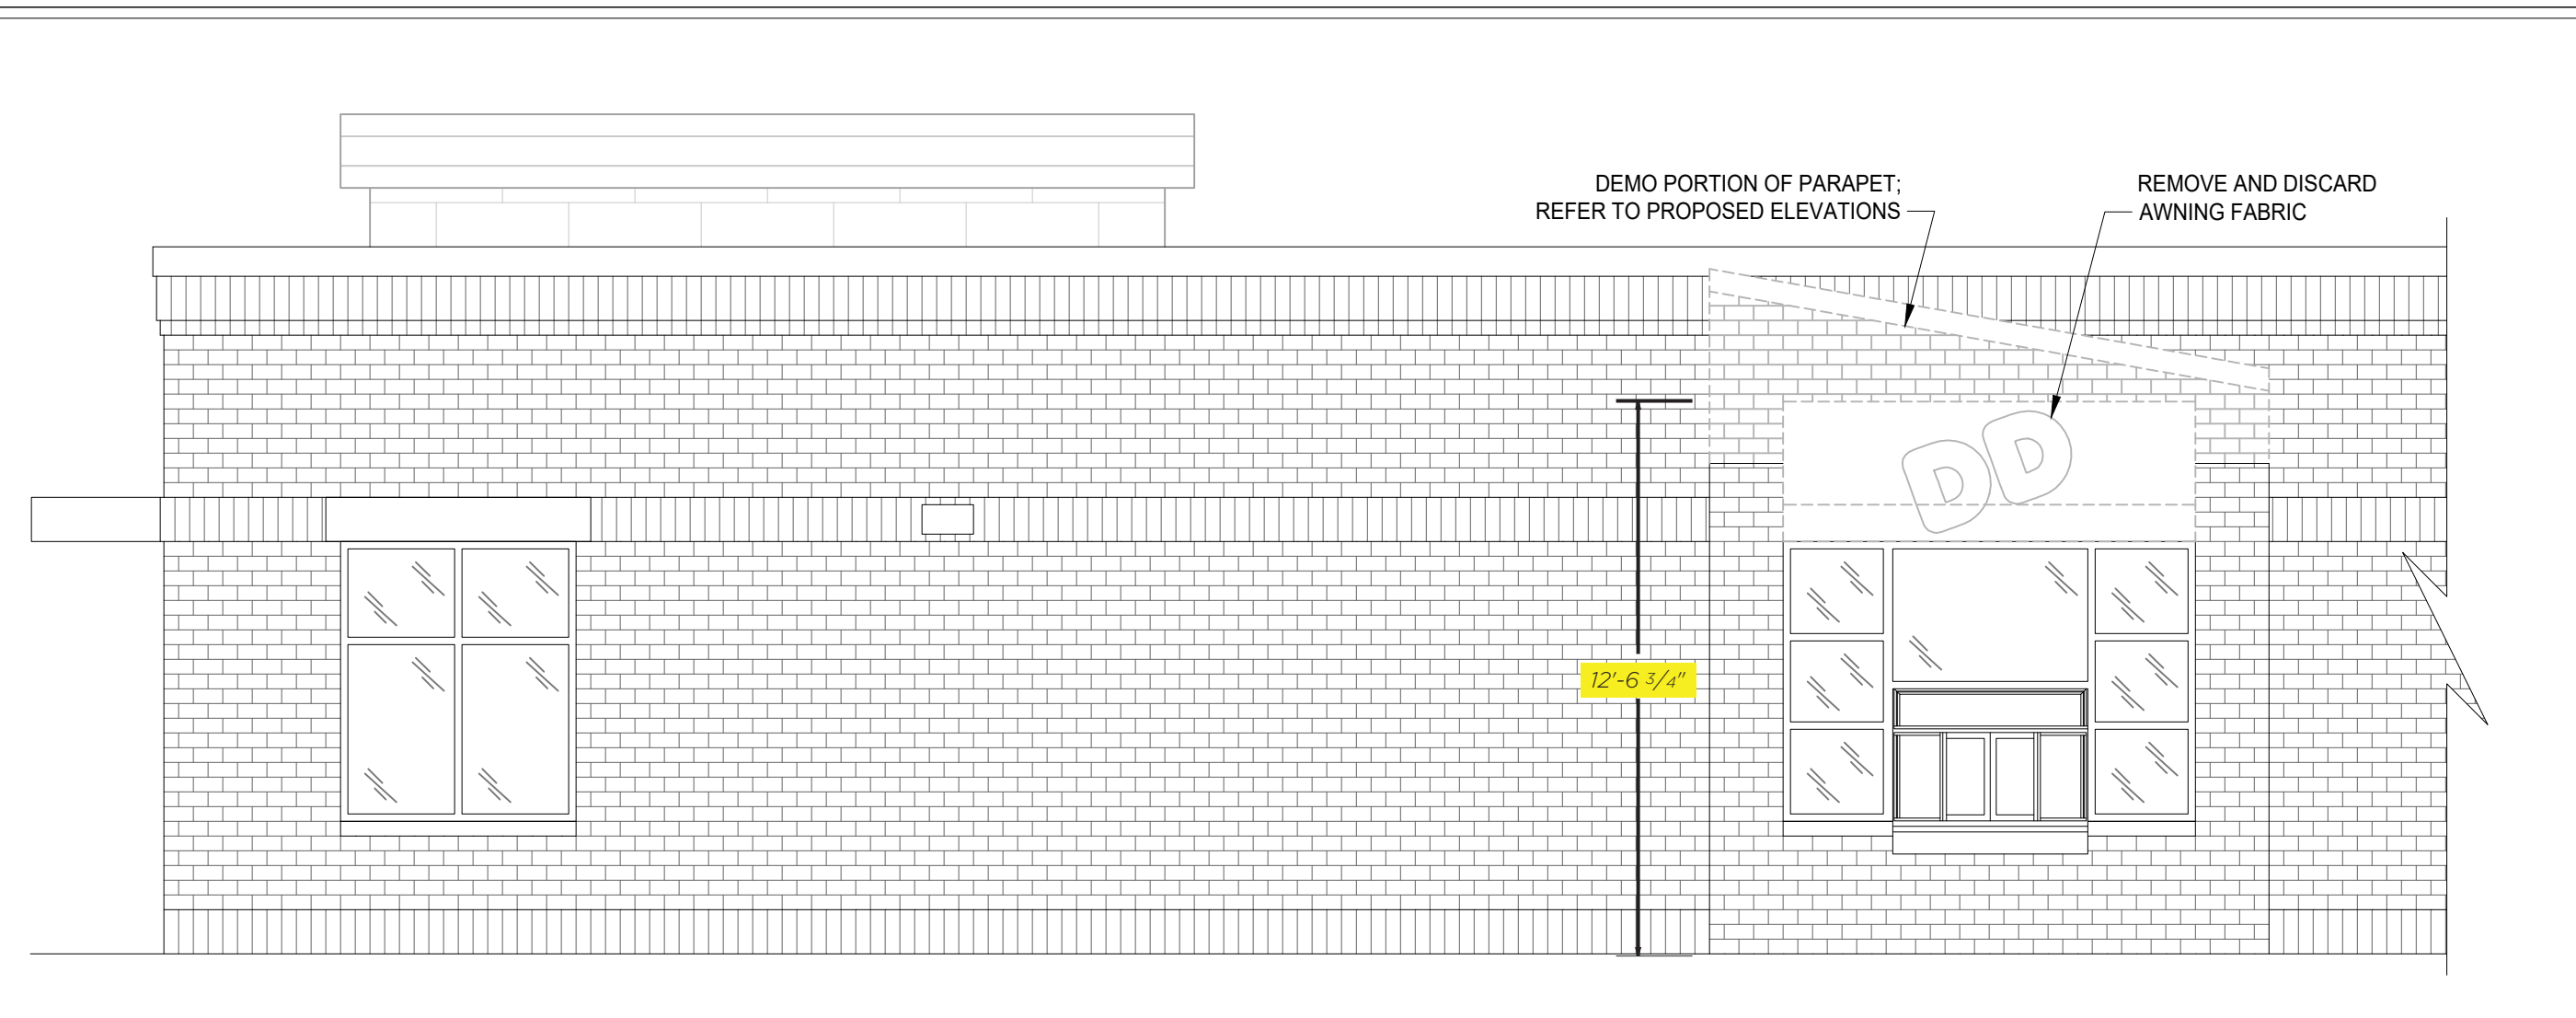 DEMO PORTION OF PARAPET;
REFER TO PROPOSED ELEVATIONS
REMOVE AND DISCARD
AWNING FABRIC
DD
12'-6 3/4"